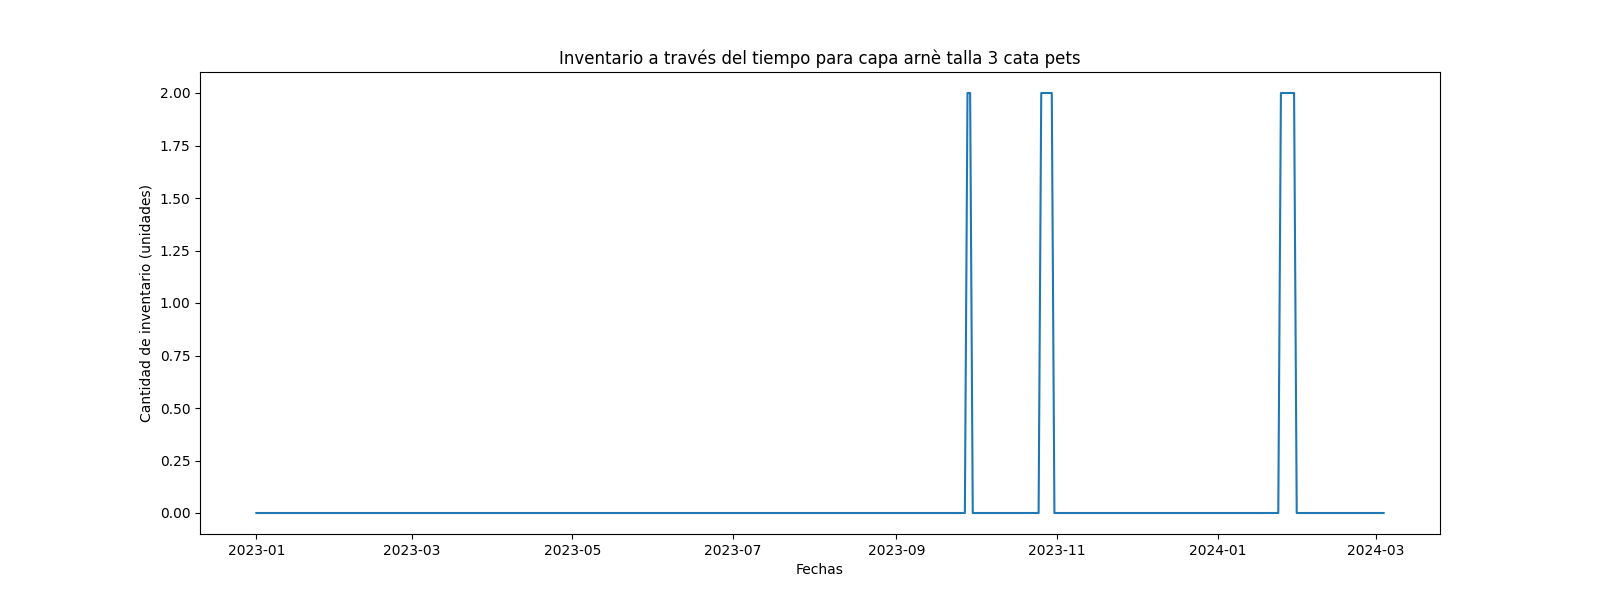 Inventario a través del tiempo para capa arnè talla 3 cata pets
Cantidad de inventario (unidades)
2.00
1.75
1.50
1.25
1.00
0.75
0.50
0.25
0.00
2023-01 2023-03 2023-05 2023-07 2023-09 2023-11 2024-01 2024-03
Fechas